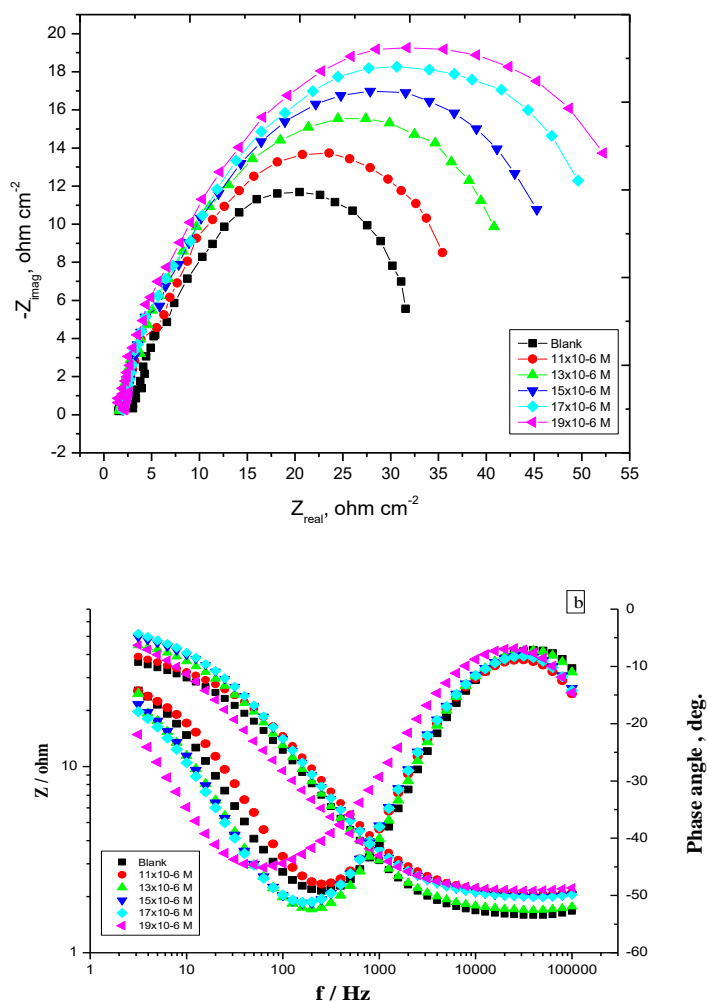 20
18
16
14
12
10
8
6
4
2
0
-2
-Zimag, ohm cm-2
0 5 10 15 20 25 30 35 40 45 50 55
Zreal, ohm cm-2
Blank
11x10-6 M
13x10-6 M
15x10-6 M
17x10-6 M
19x10-6 M
b
10
1
Z / ohm
0
-10
-20
-30
-40
-50
-60
Phase angle , deg.
Blank
11x10-6 M
13x10-6 M
15x10-6 M
17x10-6 M
19x10-6 M
1 10 100 1000 10000 100000
f / Hz